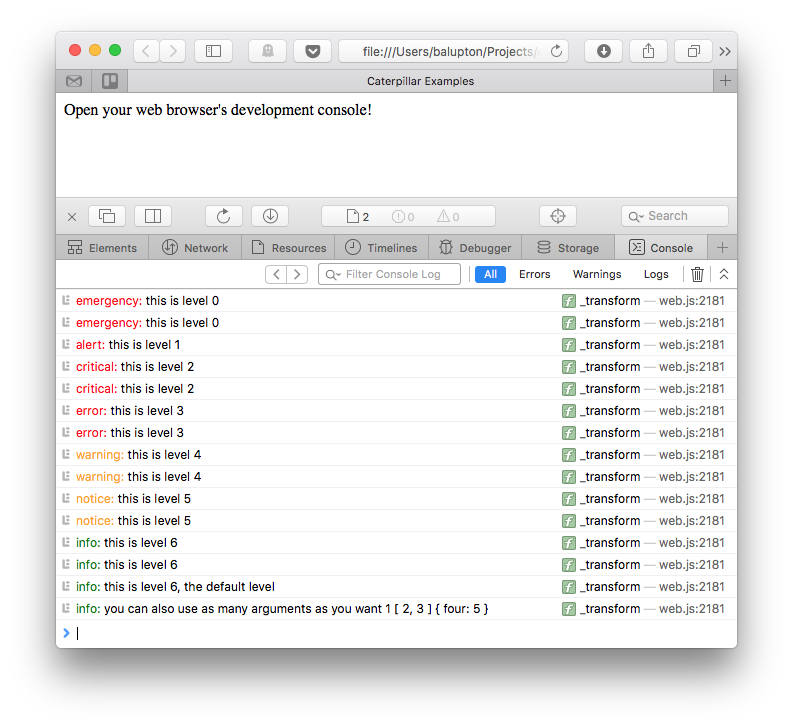 file:///Users/balupton/Projects/
Caterpillar Examples
Open your web browser's development console!
2 0 0 Search
Elements Network Resources Timelines Debugger Storage Console
Filter Console Log All Errors Warnings Logs
emergency: this is level 0 _transform — web.js:2181
emergency: this is level 0 _transform — web.js:2181
alert: this is level 1 _transform — web.js:2181
critical: this is level 2 _transform — web.js:2181
critical: this is level 2 _transform — web.js:2181
error: this is level 3 _transform — web.js:2181
error: this is level 3 _transform — web.js:2181
warning: this is level 4 _transform — web.js:2181
warning: this is level 4 _transform — web.js:2181
notice: this is level 5 _transform — web.js:2181
notice: this is level 5 _transform — web.js:2181
info: this is level 6 _transform — web.js:2181
info: this is level 6 _transform — web.js:2181
info: this is level 6, the default level _transform — web.js:2181
info: you can also use as many arguments as you want 1 [ 2, 3 ] { four: 5 } _transform — web.js:2181